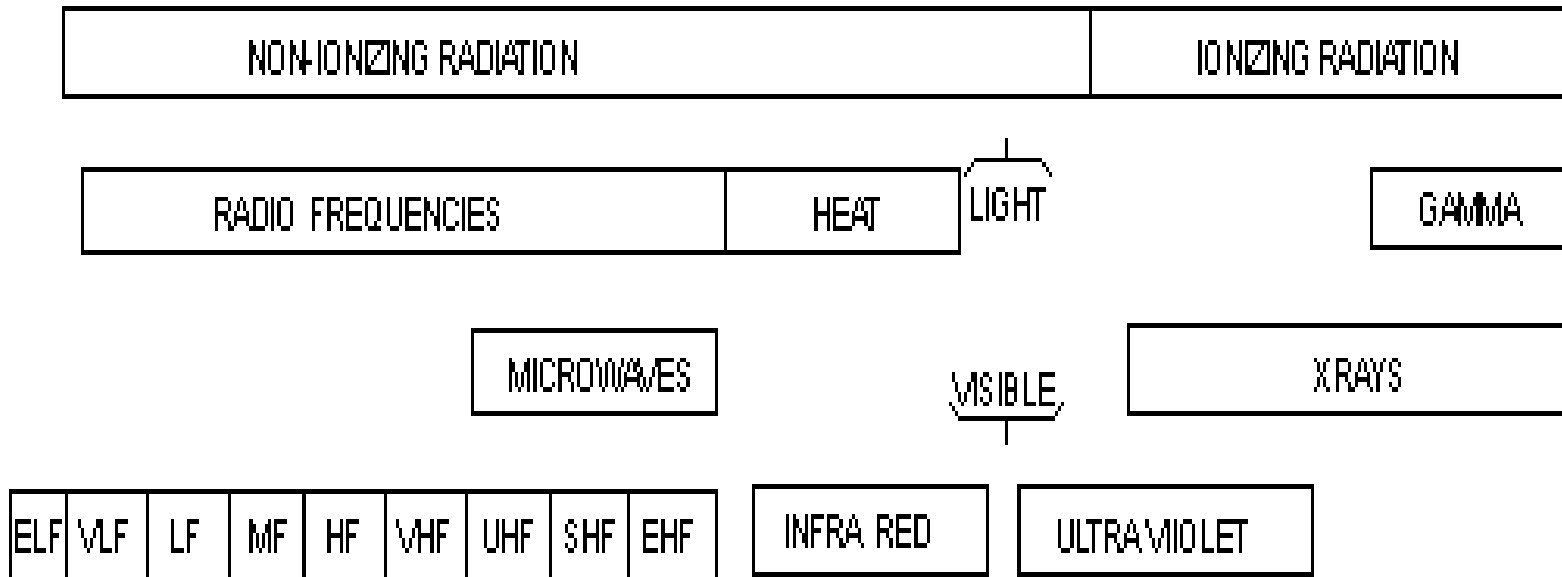 NON-IONIZING RADIATION IONIZING RADIATION
RADIO FREQUENCIES HEAT LIGHT GAMMA
MICROWAVES VISIBLE X RAYS
ELF VLF LF MF HF VHF UHF SHF EHF INFRA RED ULTRA VIOLET